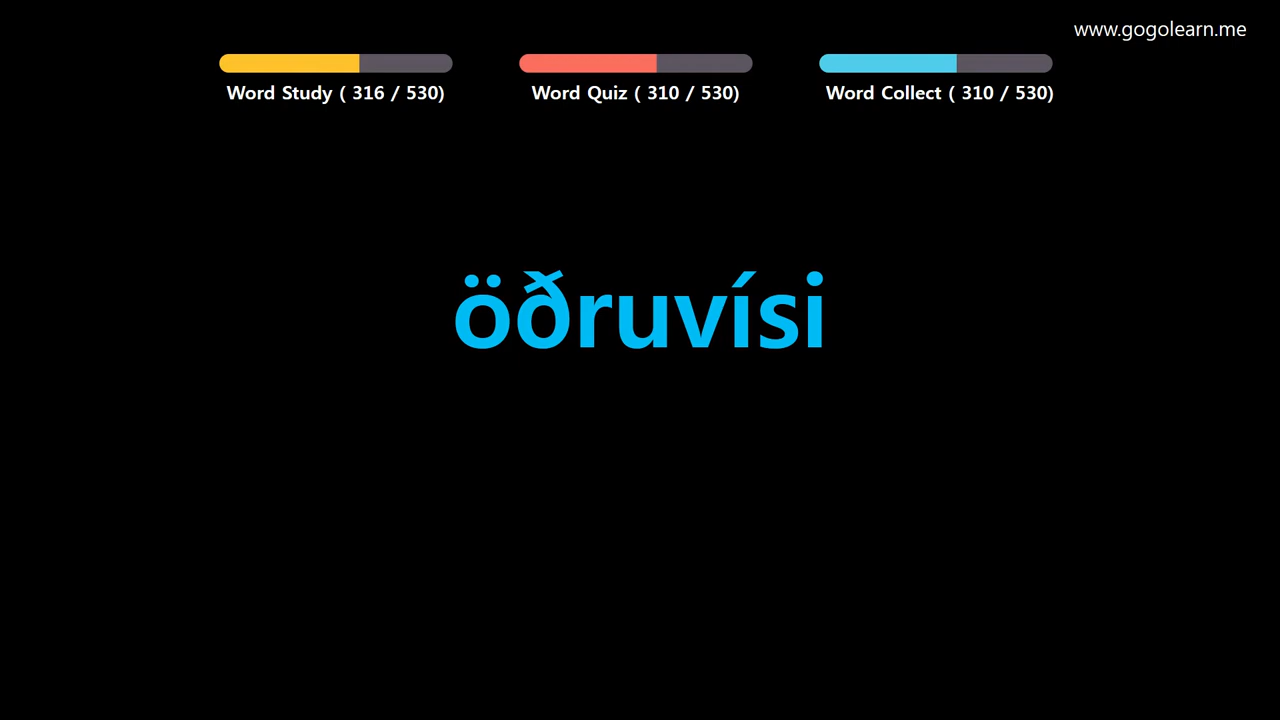 www.gogolearn.me
Word Study ( 316 / 530)
Word Quiz ( 310 / 530)
Word Collect ( 310 / 530)
öðruvísi